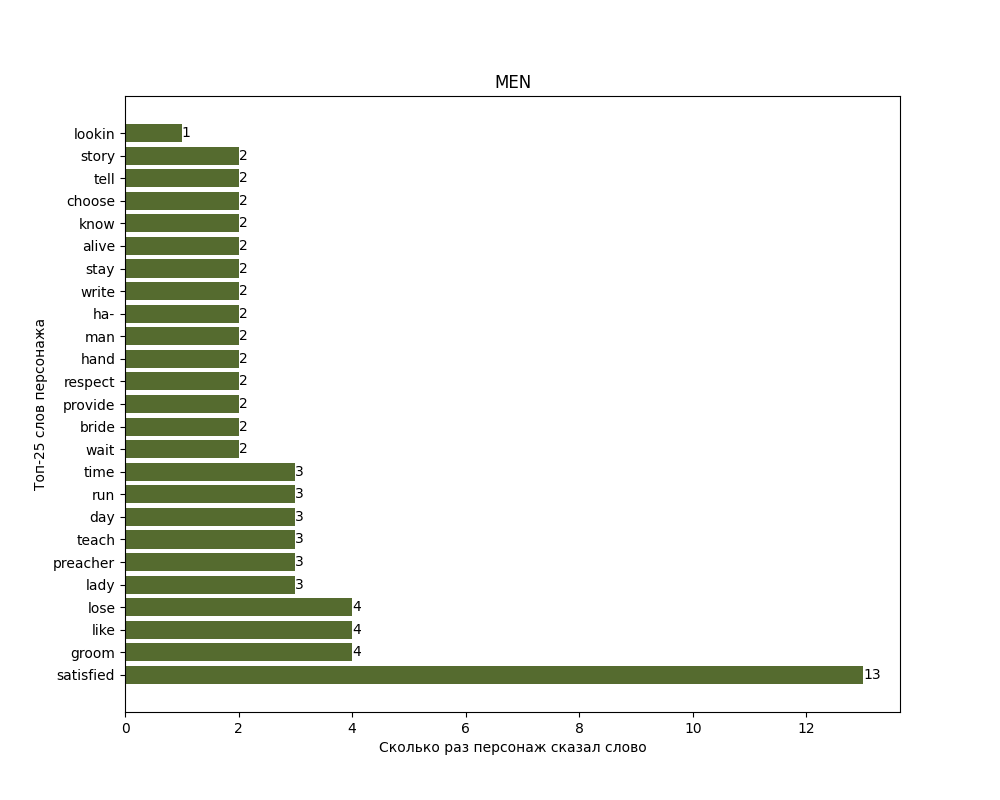 MEN
lookin 1
story 2
tell 2
choose 2
know 2
alive 2
stay 2
write 2
ha- 2
man 2
hand 2
respect 2
provide 2
bride 2
wait 2
time 3
run 3
day 3
teach 3
preacher 3
lady 3
lose 4
like 4
groom 4
satisfied 13
0 2 4 6 8 10 12
Сколько раз персонаж сказал слово
Топ-25 слов персонажа